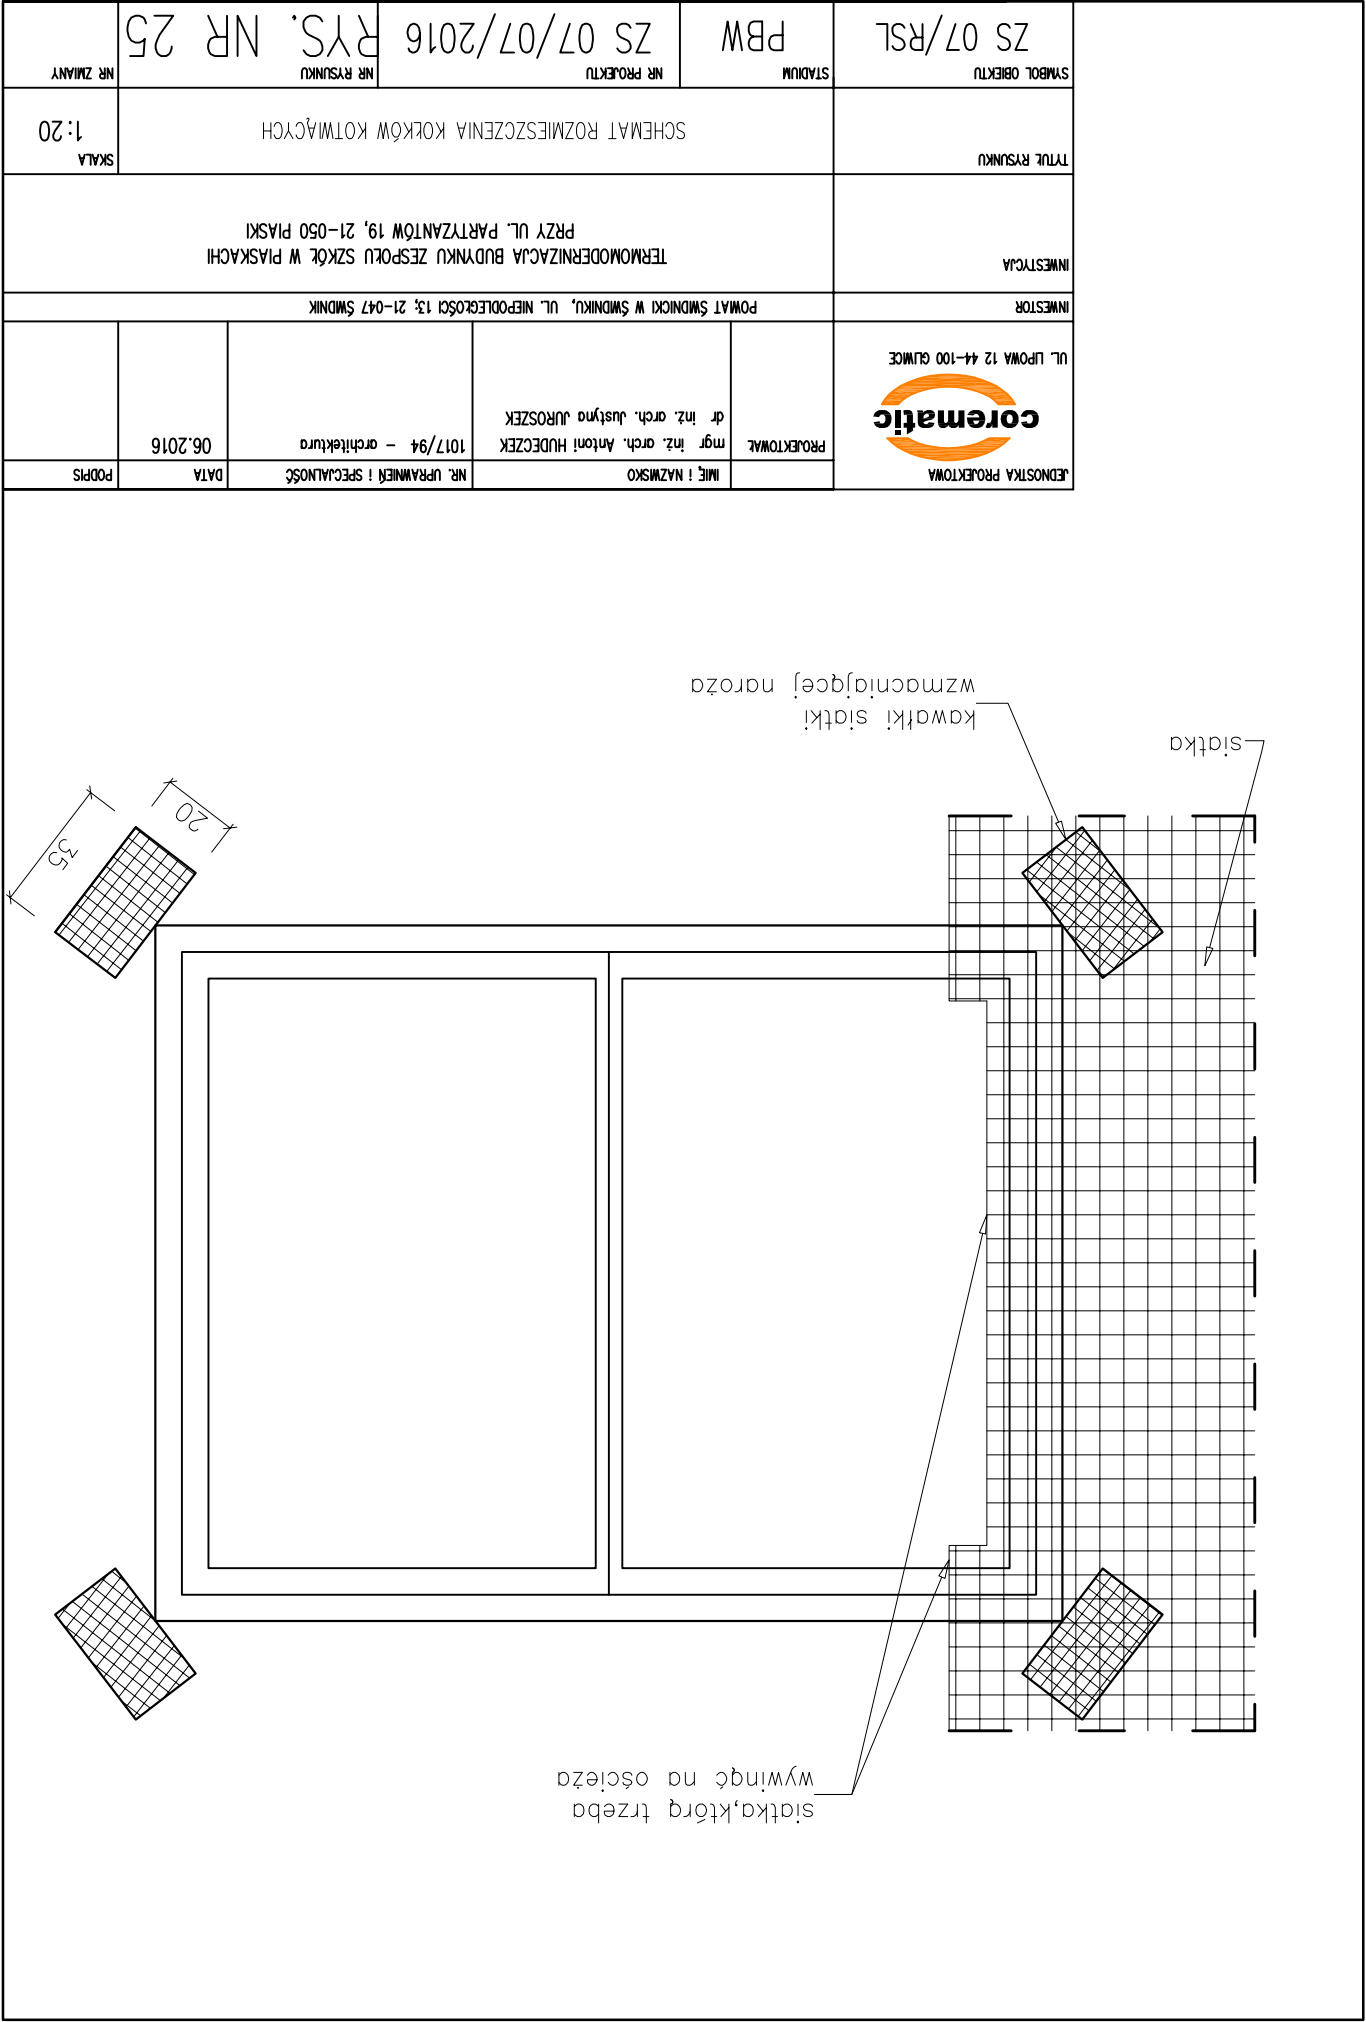 siatka,którą trzeba
wywinąć na ościeża
20
35
siatka
kawałki siatki
wzmacniającej naroża
JEDNOSTKA PROJEKTOWA
corematic
UL. LIPOWA 12 44-100 GLIWICE
IMIĘ i NAZWISKO
NR. UPRAWNIEŃ i SPECJALNOŚĆ
DATA
PODPIS
PROJEKTOWAŁ
mgr inż. arch. Antoni HUDECZEK
dr inż. arch. Justyna JUROSZEK
1017/94 - architektura
06.2016
INWESTOR
POWIAT ŚWIDNICKI W ŚWIDNIKU, UL. NIEPODLEGŁOŚCI 13; 21-047 ŚWIDNIK
INWESTYCJA
TERMOMODERNIZACJA BUDYNKU ZESPOŁU SZKÓŁ W PIASKACH
PRZY UL. PARTYZANTÓW 19, 21-050 PIASKI
TYTUŁ RYSUNKU
SCHEMAT ROZMIESZCZENIA KOŁKÓW KOTWIĄCYCH
SKALA
1:20
SYMBOL OBIEKTU
ZS 07/RSL
STADIUM
PBW
NR PROJEKTU
ZS 07/07/2016
NR RYSUNKU
RYS. NR 25
NR ZMIANY